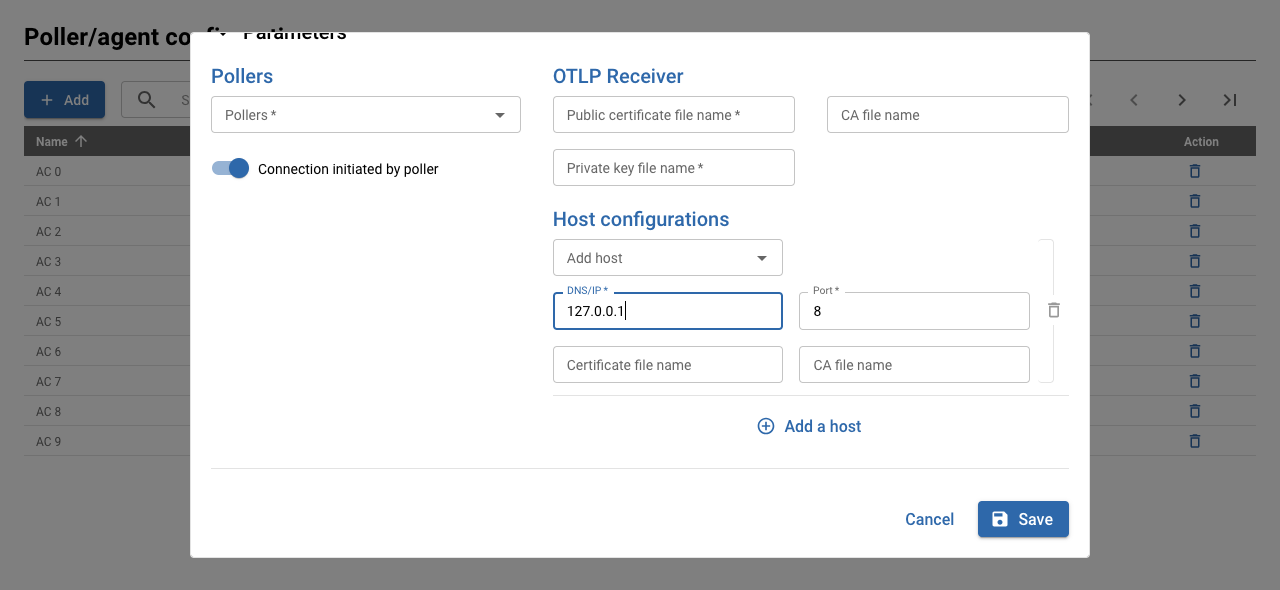 Poller/agent co
Parameters
Add
S
Name
Action
AC 0
AC 1
AC 2
AC 3
AC 4
AC 5
AC 6
AC 7
AC 8
AC 9
Pollers
Pollers *
Connection initiated by poller
OTLP Receiver
Public certificate file name *
CA file name
Private key file name *
Host configurations
Add host
DNS/IP *
127.0.0.1
Port *
8
Certificate file name
CA file name
Add a host
Cancel
Save